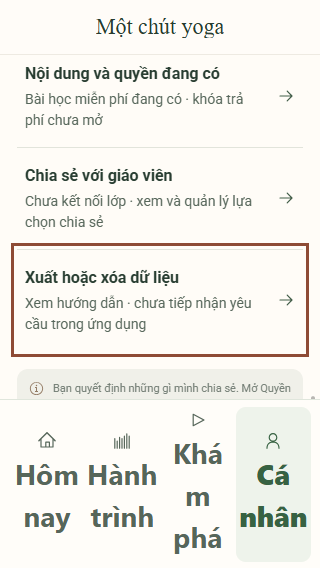 Một chút yoga
Nội dung và quyền đang có
Bài học miễn phí đang có · khóa trả
phí chưa mở
Chia sẻ với giáo viên
Chưa kết nối lớp · xem và quản lý lựa
chọn chia sẻ
Xuất hoặc xóa dữ liệu
Xem hướng dẫn · chưa tiếp nhận yêu
cầu trong ứng dụng
Bạn quyết định những gì mình chia sẻ. Mở Quyền
Hôm
nay
Hành
trình
Khá
m
phá
Cá
nhân